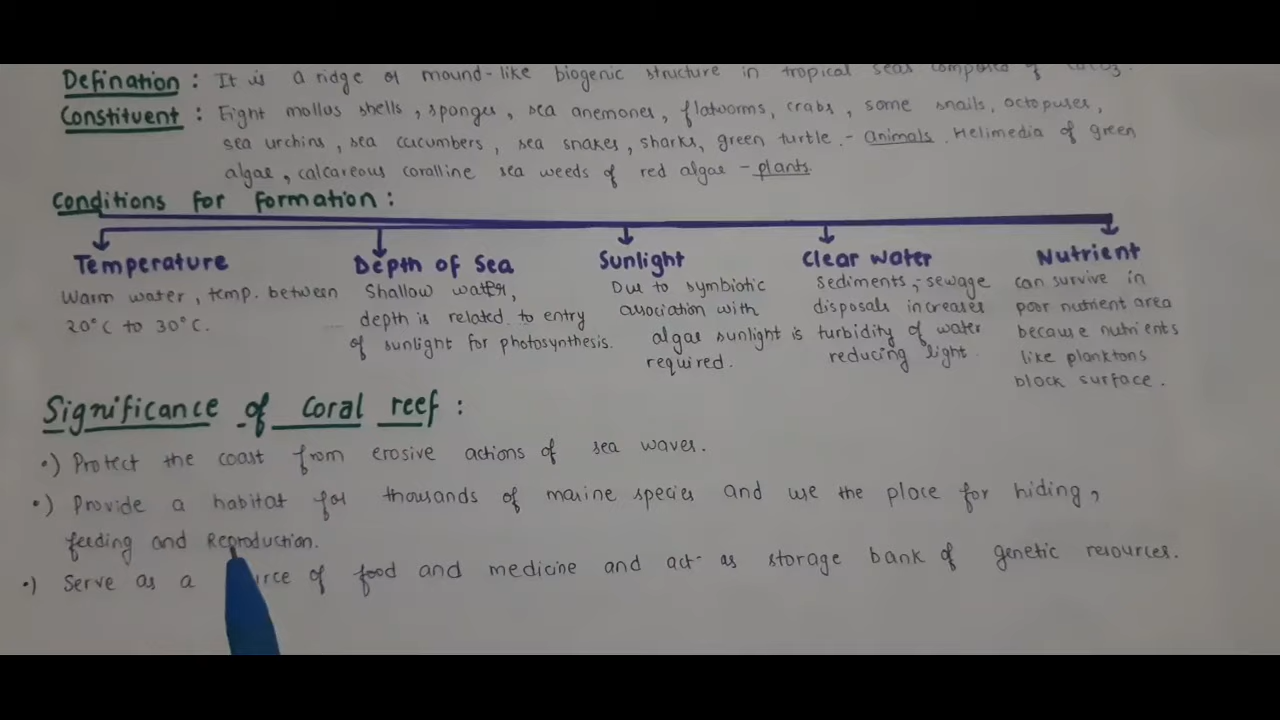 Defination : It is a ridge or mound-like biogenic structure in tropical seas composed of
Constituent : Eight mollus shells, sponges, sea anemones, flatworms, crabs, some snails, octopuses,
sea urchins, sea cucumbers, sea snakes, sharks, green turtle. - animals. Helimedia of green
algae, calcareous coralline sea weeds of red algae - plants.
Conditions for formation :
Temperature
Warm water, temp. between
20°C to 30°C.
Depth of Sea
Shallow water,
depth is related to entry
of sunlight for photosynthesis.
Sunlight
Due to symbiotic
association with
algae sunlight is
required.
Clear water
Sediments, sewage
disposals increases
turbidity of water
reducing light
Nutrient
can survive in
poor nutrient area
because nutrients
like planktons
block surface.
Significance of Coral reef :
•) Protect the coast from erosive actions of sea waves.
•) Provide a habitat for thousands of marine species and use the place for hiding,
feeding and Reproduction.
•) Serve as a of food and medicine and act as storage bank of genetic resources.